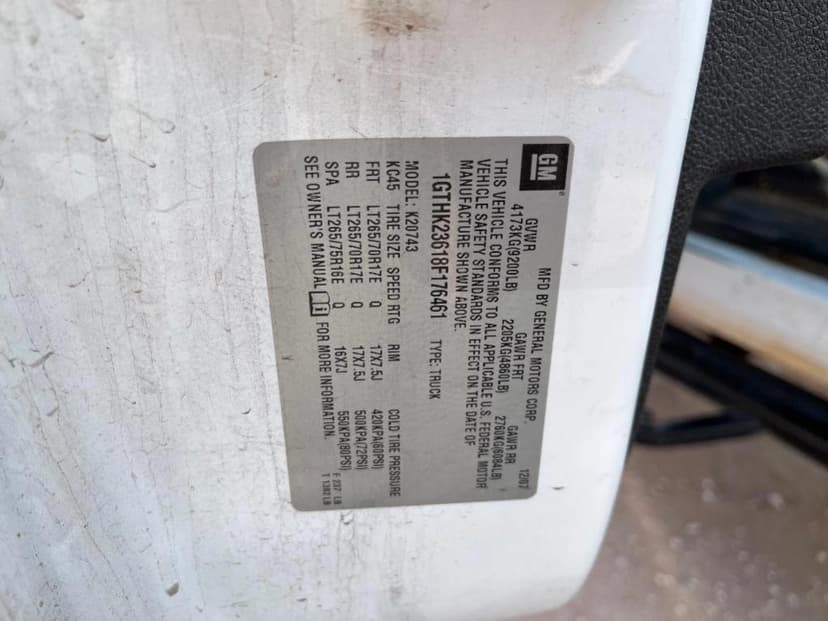 GM
MFD BY GENERAL MOTORS CORP. 12/07
GVWR GAWR FRT GAWR RR
4173KG(9200LB) 2205KG(4860LB) 2760KG(6084LB)
THIS VEHICLE CONFORMS TO ALL APPLICABLE U.S. FEDERAL MOTOR
VEHICLE SAFETY STANDARDS IN EFFECT ON THE DATE OF
MANUFACTURE SHOWN ABOVE.
1GTHK23618F176461 TYPE: TRUCK
MODEL: K20743
KC45 TIRE SIZE SPEED RTG RIM COLD TIRE PRESSURE
FRT LT265/70R17E Q 17X7.5J 420KPA(60PSI)
RR LT265/70R17E Q 17X7.5J 500KPA(72PSI)
SPA LT265/75R16E Q 16X7J 550KPA(80PSI)
SEE OWNER'S MANUAL i FOR MORE INFORMATION.
F 237 LB
T 1382 LB